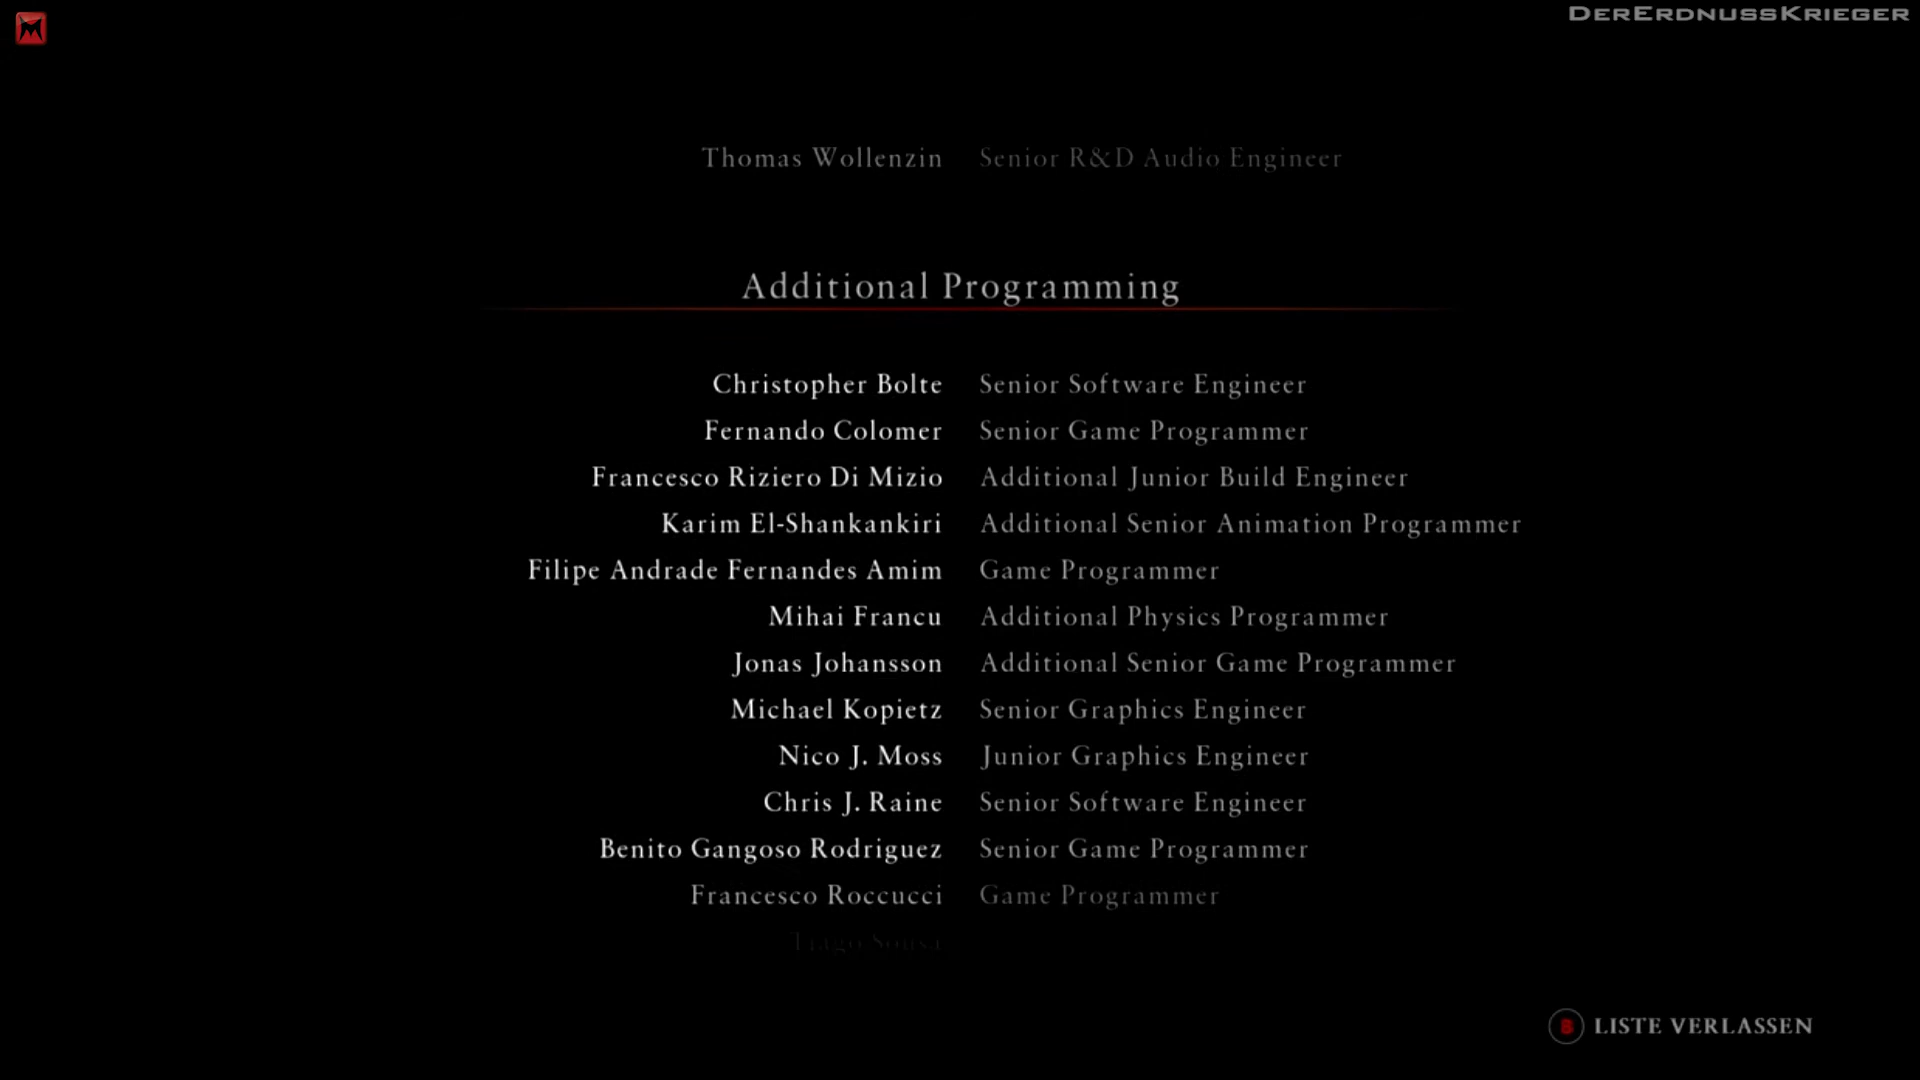 DERERDNUSSKRIEGER
Thomas Wollenzin Senior R&D Audio Engineer
Additional Programming
Christopher Bolte Senior Software Engineer
Fernando Colomer Senior Game Programmer
Francesco Riziero Di Mizio Additional Junior Build Engineer
Karim El-Shankankiri Additional Senior Animation Programmer
Filipe Andrade Fernandes Amim Game Programmer
Mihai Francu Additional Physics Programmer
Jonas Johansson Additional Senior Game Programmer
Michael Kopietz Senior Graphics Engineer
Nico J. Moss Junior Graphics Engineer
Chris J. Raine Senior Software Engineer
Benito Gangoso Rodriguez Senior Game Programmer
Francesco Roccucci Game Programmer
Tiago Sousa
B LISTE VERLASSEN